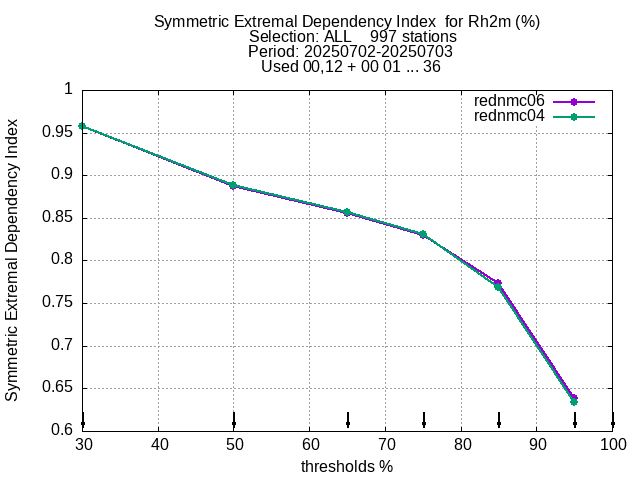 Symmetric Extremal Dependency Index  for Rh2m (%)
Selection: ALL    997 stations
Period: 20250702-20250703
Used 00,12 + 00 01 ... 36
rednmc06
rednmc04
Symmetric Extremal Dependency Index
1
0.95
0.9
0.85
0.8
0.75
0.7
0.65
0.6
30 40 50 60 70 80 90 100
thresholds %